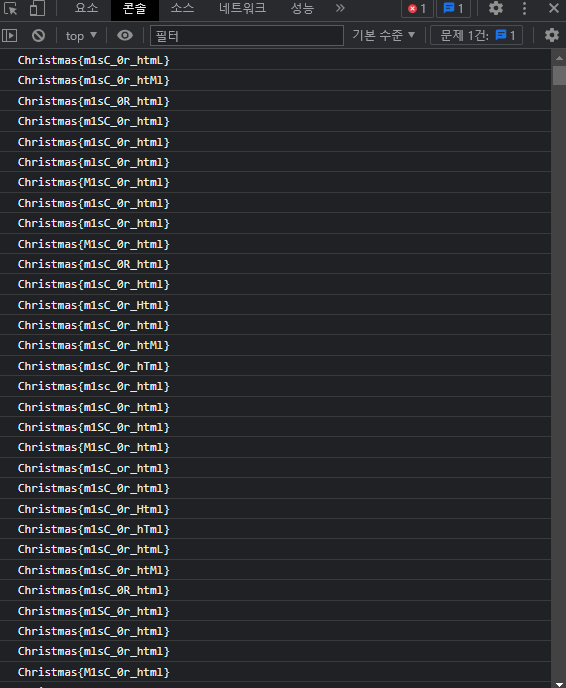 요소 콘솔 소스 네트워크 성능 » 1 1
top ▼ 필터 기본 수준 ▼ 문제 1건: 1
Christmas{m1sC_0r_htmL}
Christmas{m1sC_0r_htMl}
Christmas{m1sC_0R_html}
Christmas{m1SC_0r_html}
Christmas{m1sC_0r_html}
Christmas{m1sC_0r_html}
Christmas{M1sC_0r_html}
Christmas{m1sC_0r_html}
Christmas{m1sC_0r_html}
Christmas{M1sC_0r_html}
Christmas{m1sC_0R_html}
Christmas{m1sC_0r_html}
Christmas{m1sC_0r_Html}
Christmas{m1sC_0r_html}
Christmas{m1sC_0r_htMl}
Christmas{m1sC_0r_hTml}
Christmas{m1sc_0r_html}
Christmas{m1sC_0r_html}
Christmas{m1SC_0r_html}
Christmas{M1sC_0r_html}
Christmas{m1sC_or_html}
Christmas{m1sC_0r_html}
Christmas{m1sC_0r_Html}
Christmas{m1sC_0r_hTml}
Christmas{m1sC_0r_htmL}
Christmas{m1sC_0r_htMl}
Christmas{m1sC_0R_html}
Christmas{m1SC_0r_html}
Christmas{m1sC_0r_html}
Christmas{mlsC_0r_html}
Christmas{M1sC_0r_html}